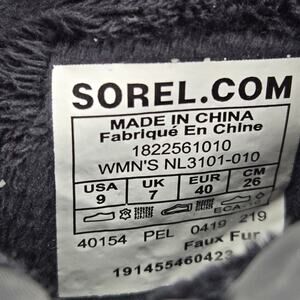 SOREL.COM
MADE IN CHINA
Fabriqué En Chine
1822561010
WMN'S NL3101-010
USA UK EUR CM
9 7 40 26
ECA
40154 PEL 0419 219
Faux Fur
191455460423